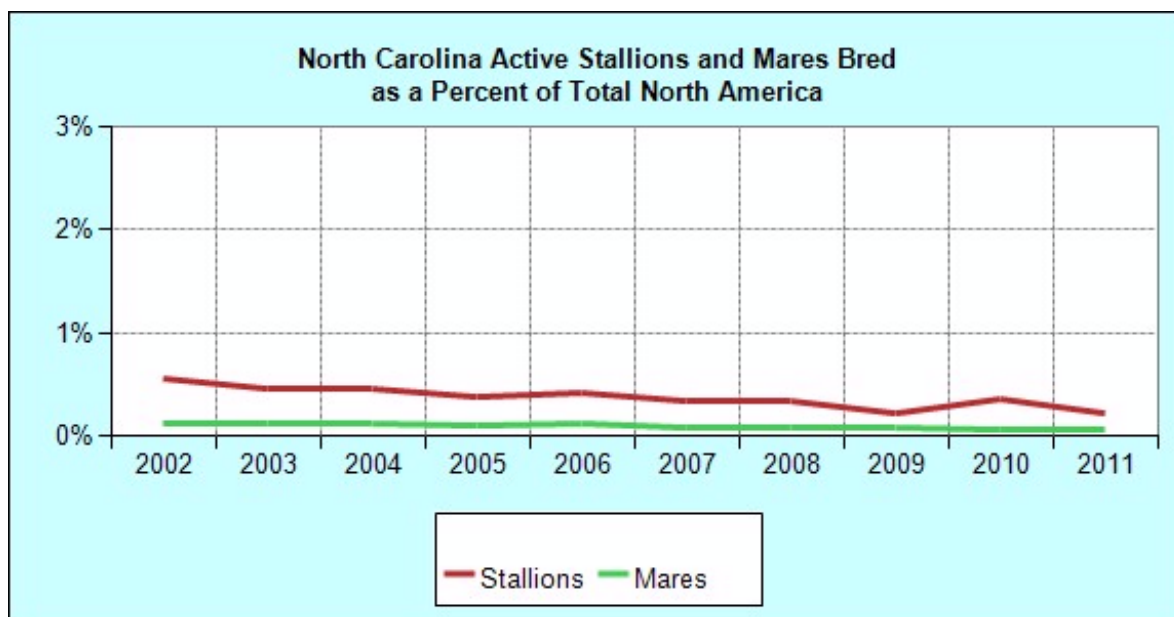 North Carolina Active Stallions and Mares Bred
as a Percent of Total North America
3%
2%
1%
0%
2002 2003 2004 2005 2006 2007 2008 2009 2010 2011
Stallions Mares